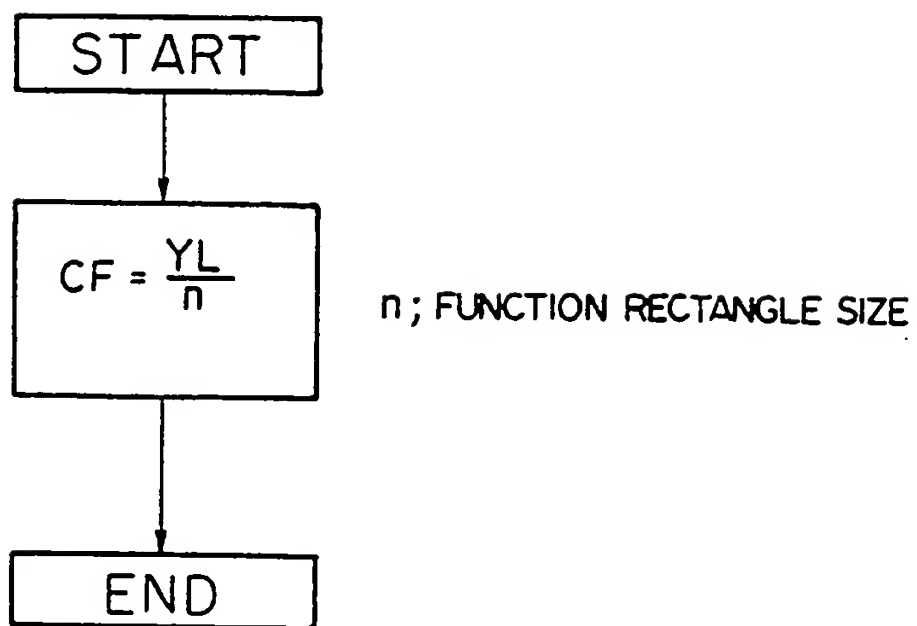 START
CF = YL/n
n; FUNCTION RECTANGLE SIZE
END